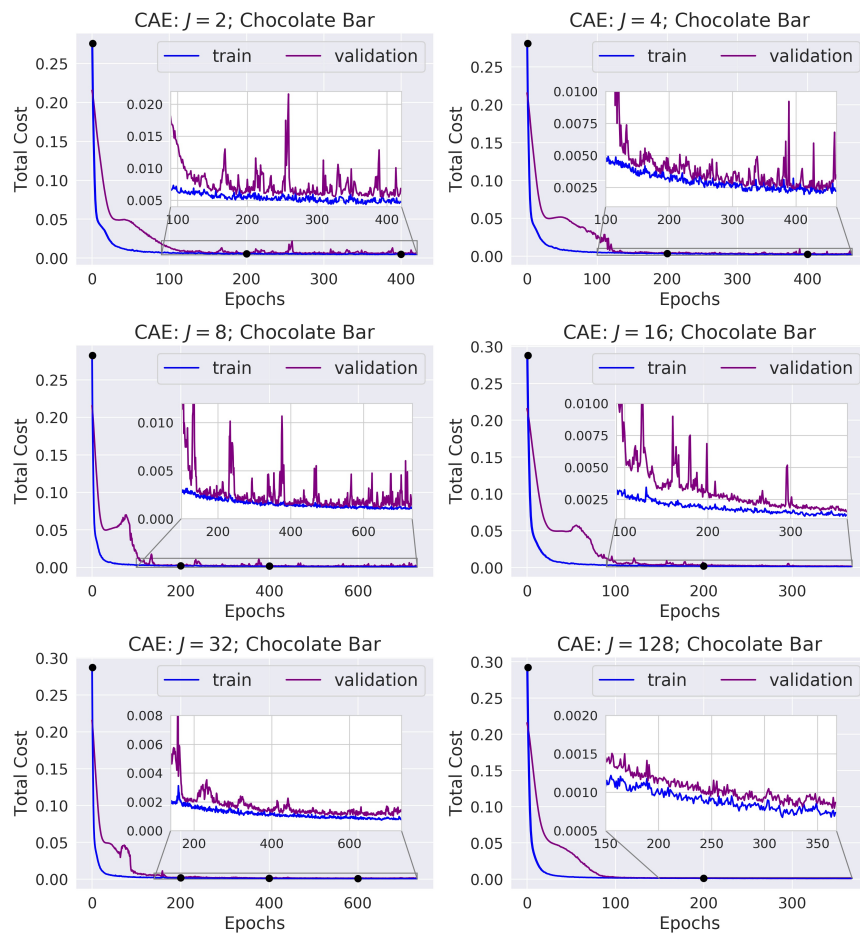 CAE: J = 2; Chocolate Bar
train validation
Total Cost
0.25
0.20
0.15
0.10
0.05
0.00
0.020
0.015
0.010
0.005
100 200 300 400
0 100 200 300 400
Epochs
CAE: J = 4; Chocolate Bar
train validation
Total Cost
0.25
0.20
0.15
0.10
0.05
0.00
0.0100
0.0075
0.0050
0.0025
100 200 300 400
0 100 200 300 400
Epochs
CAE: J = 8; Chocolate Bar
train validation
Total Cost
0.25
0.20
0.15
0.10
0.05
0.00
0.010
0.005
0.000
200 400 600
0 200 400 600
Epochs
CAE: J = 16; Chocolate Bar
train validation
Total Cost
0.30
0.25
0.20
0.15
0.10
0.05
0.00
0.0100
0.0075
0.0050
0.0025
100 200 300
0 100 200 300
Epochs
CAE: J = 32; Chocolate Bar
train validation
Total Cost
0.30
0.25
0.20
0.15
0.10
0.05
0.00
0.008
0.006
0.004
0.002
0.000
200 400 600
0 200 400 600
Epochs
CAE: J = 128; Chocolate Bar
train validation
Total Cost
0.30
0.25
0.20
0.15
0.10
0.05
0.00
0.0020
0.0015
0.0010
0.0005
150 200 250 300 350
0 100 200 300
Epochs